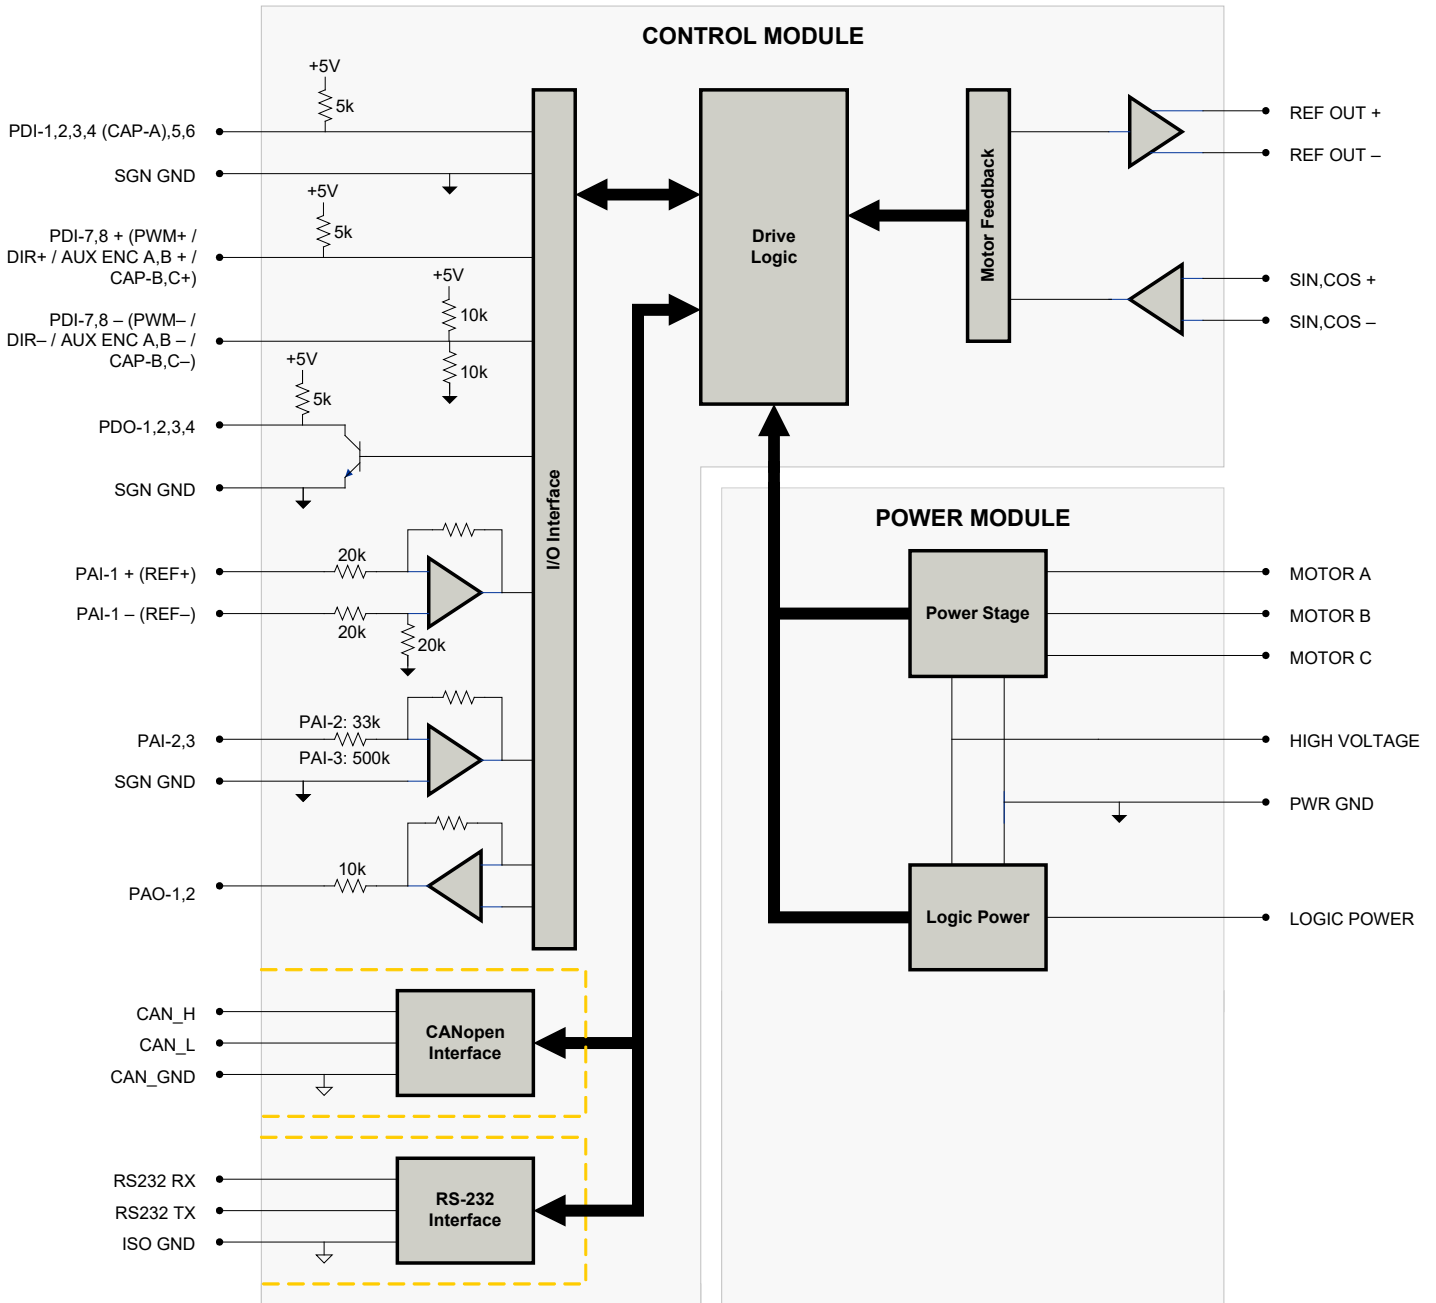 CONTROL MODULE
+5V
5k
PDI-1,2,3,4 (CAP-A),5,6
SGN GND
+5V
5k
PDI-7,8 + (PWM+ /
DIR+ / AUX ENC A,B + /
CAP-B,C+)
+5V
10k
PDI-7,8 – (PWM– /
DIR– / AUX ENC A,B – /
CAP-B,C–)
10k
+5V
5k
PDO-1,2,3,4
SGN GND
20k
PAI-1 + (REF+)
PAI-1 – (REF–)
20k
20k
PAI-2: 33k
PAI-2,3
PAI-3: 500k
SGN GND
10k
PAO-1,2
I/O Interface
CAN_H
CAN_L
CAN_GND
CANopen
Interface
RS232 RX
RS232 TX
ISO GND
RS-232
Interface
Drive
Logic
Motor Feedback
REF OUT +
REF OUT –
SIN,COS +
SIN,COS –
POWER MODULE
Power Stage
MOTOR A
MOTOR B
MOTOR C
HIGH VOLTAGE
PWR GND
Logic Power
LOGIC POWER